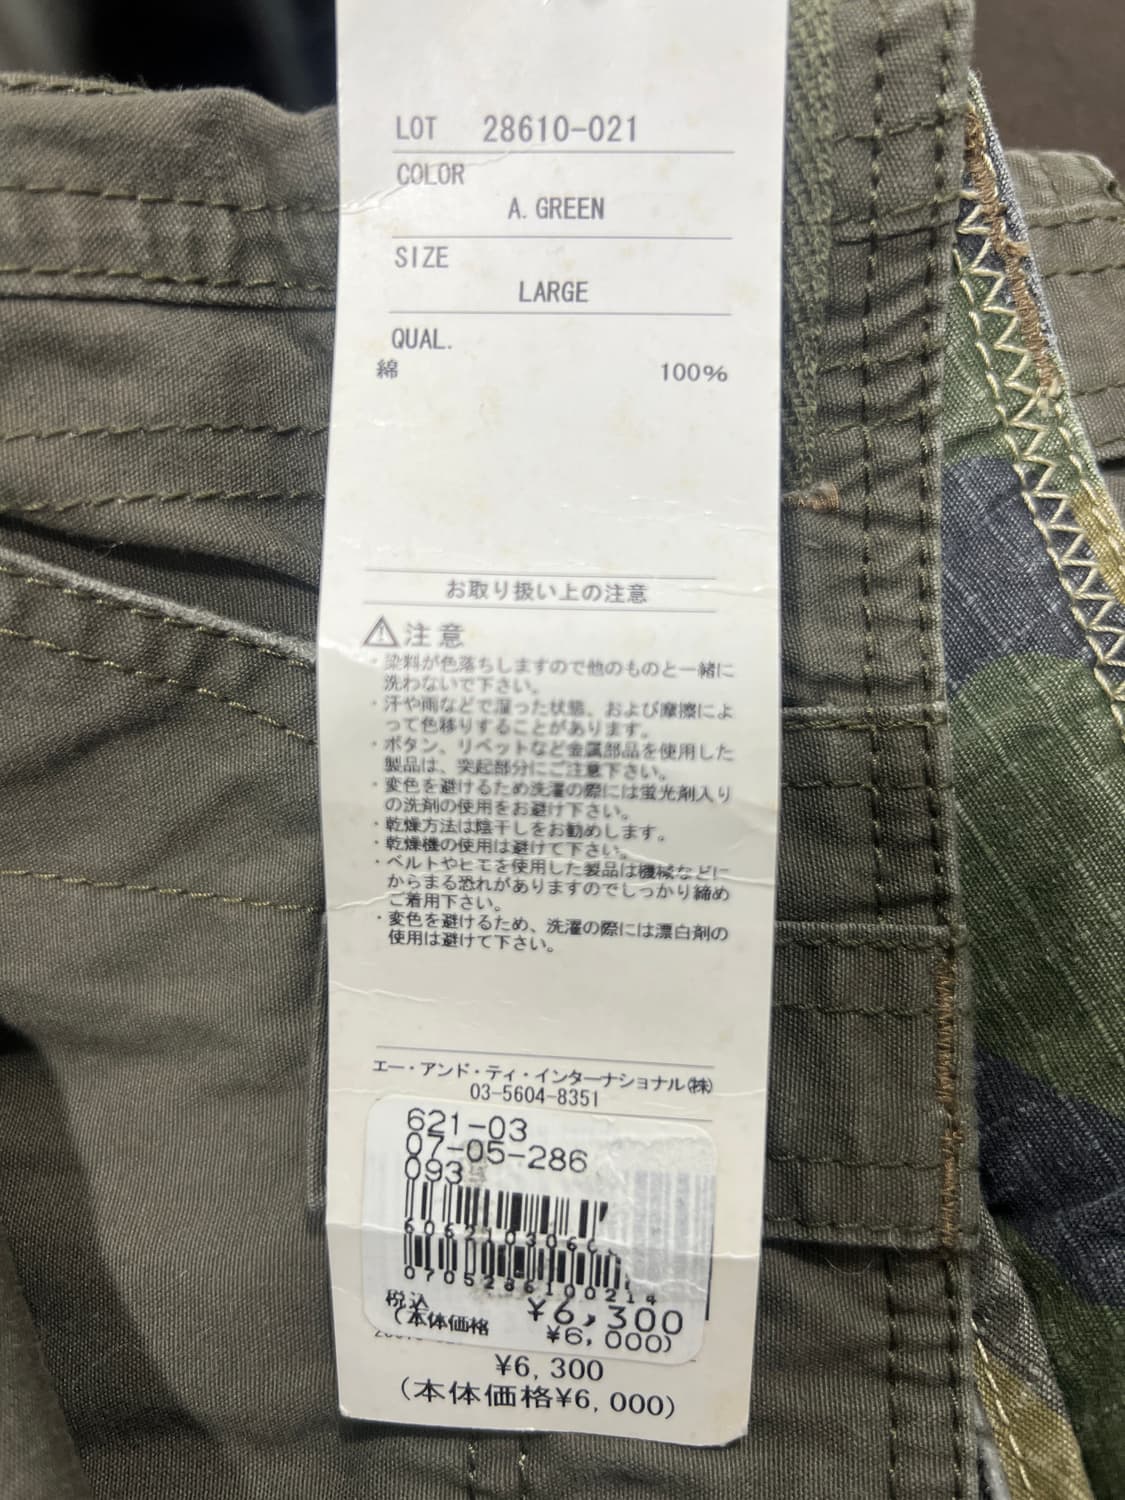 LOT 28610-021
COLOR
A. GREEN
SIZE
LARGE
QUAL.
綿 100%
お取り扱い上の注意
⚠注意
・染料が色落ちしますので他のものと一緒に
洗わないで下さい。
・汗や雨などで湿った状態、および摩擦によ
って色移りすることがあります。
・ボタン、リベットなど金属部品を使用した
製品は、突起部分にご注意下さい。
・変色を避けるため洗濯の際には蛍光剤入り
の洗剤の使用をお避け下さい。
・乾燥方法は陰干しをお勧めします。
・乾燥機の使用は避けて下さい。
・ベルトやヒモを使用した製品は機械などに
からまる恐れがありますのでしっかり締め
ご着用下さい。
・変色を避けるため、洗濯の際には漂白剤の
使用は避けて下さい。
エー・アンド・ティ・インターナショナル(株)
03-5604-8351
621-03
07-05-286
093
606210306
0705286100214
税込 ¥6,300
(本体価格 ¥6,000)
¥6,300
(本体価格¥6,000)